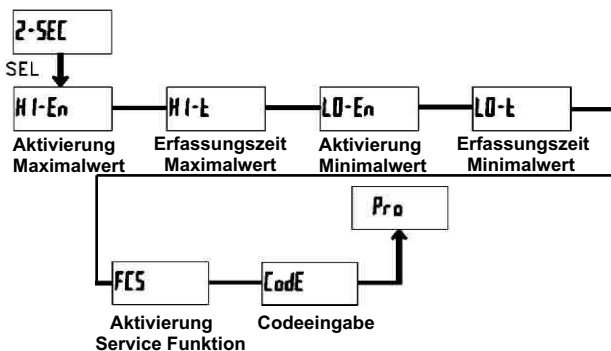 2-SEC
SEL
HI-En
HI-t
LO-En
LO-t
Aktivierung
Maximalwert
Erfassungszeit
Maximalwert
Aktivierung
Minimalwert
Erfassungszeit
Minimalwert
Pro
FCS
CodE
Aktivierung
Service Funktion
Codeeingabe